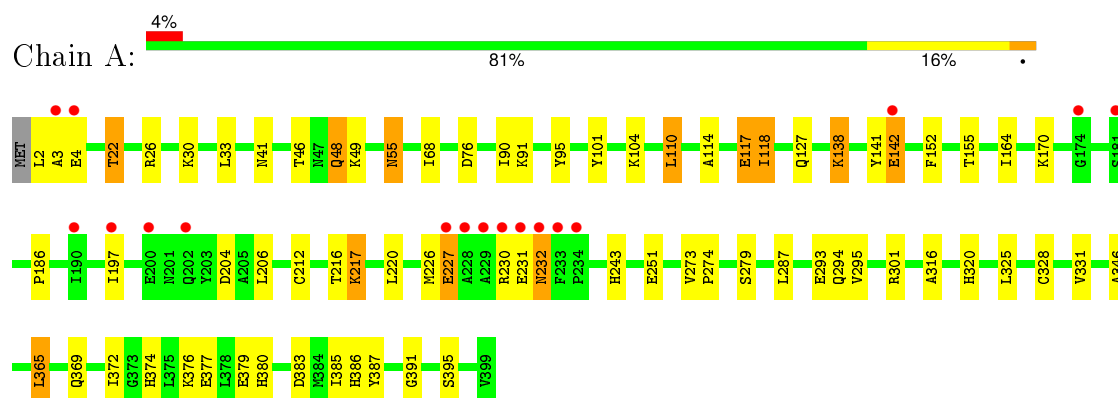 4%
Chain A:
81% 16% •
MET L2 A3 E4 T22 R26 K30 L33 N41 T46 N47 Q48 K49 N55 I68 D76 I90 K91 Y95 Y101 K104 L110 A114 E117 F118 Q127 K138 Y141 E142 F152 T155 I164 K170 G174 S181
P186 I190 I197 E200 N201 Q202 Y203 D204 A205 L206 C212 T216 K217 L220 M226 E227 A228 A229 R230 E231 N232 F233 P234 H243 E251 V273 P274 S279 L287 E293 Q294 V295 R301 A316 H320 L325 C328 V331 A346
L365 Q369 I372 G373 H374 L375 K376 E377 L378 E379 H380 D383 M384 I385 H386 Y387 G391 S395 V399